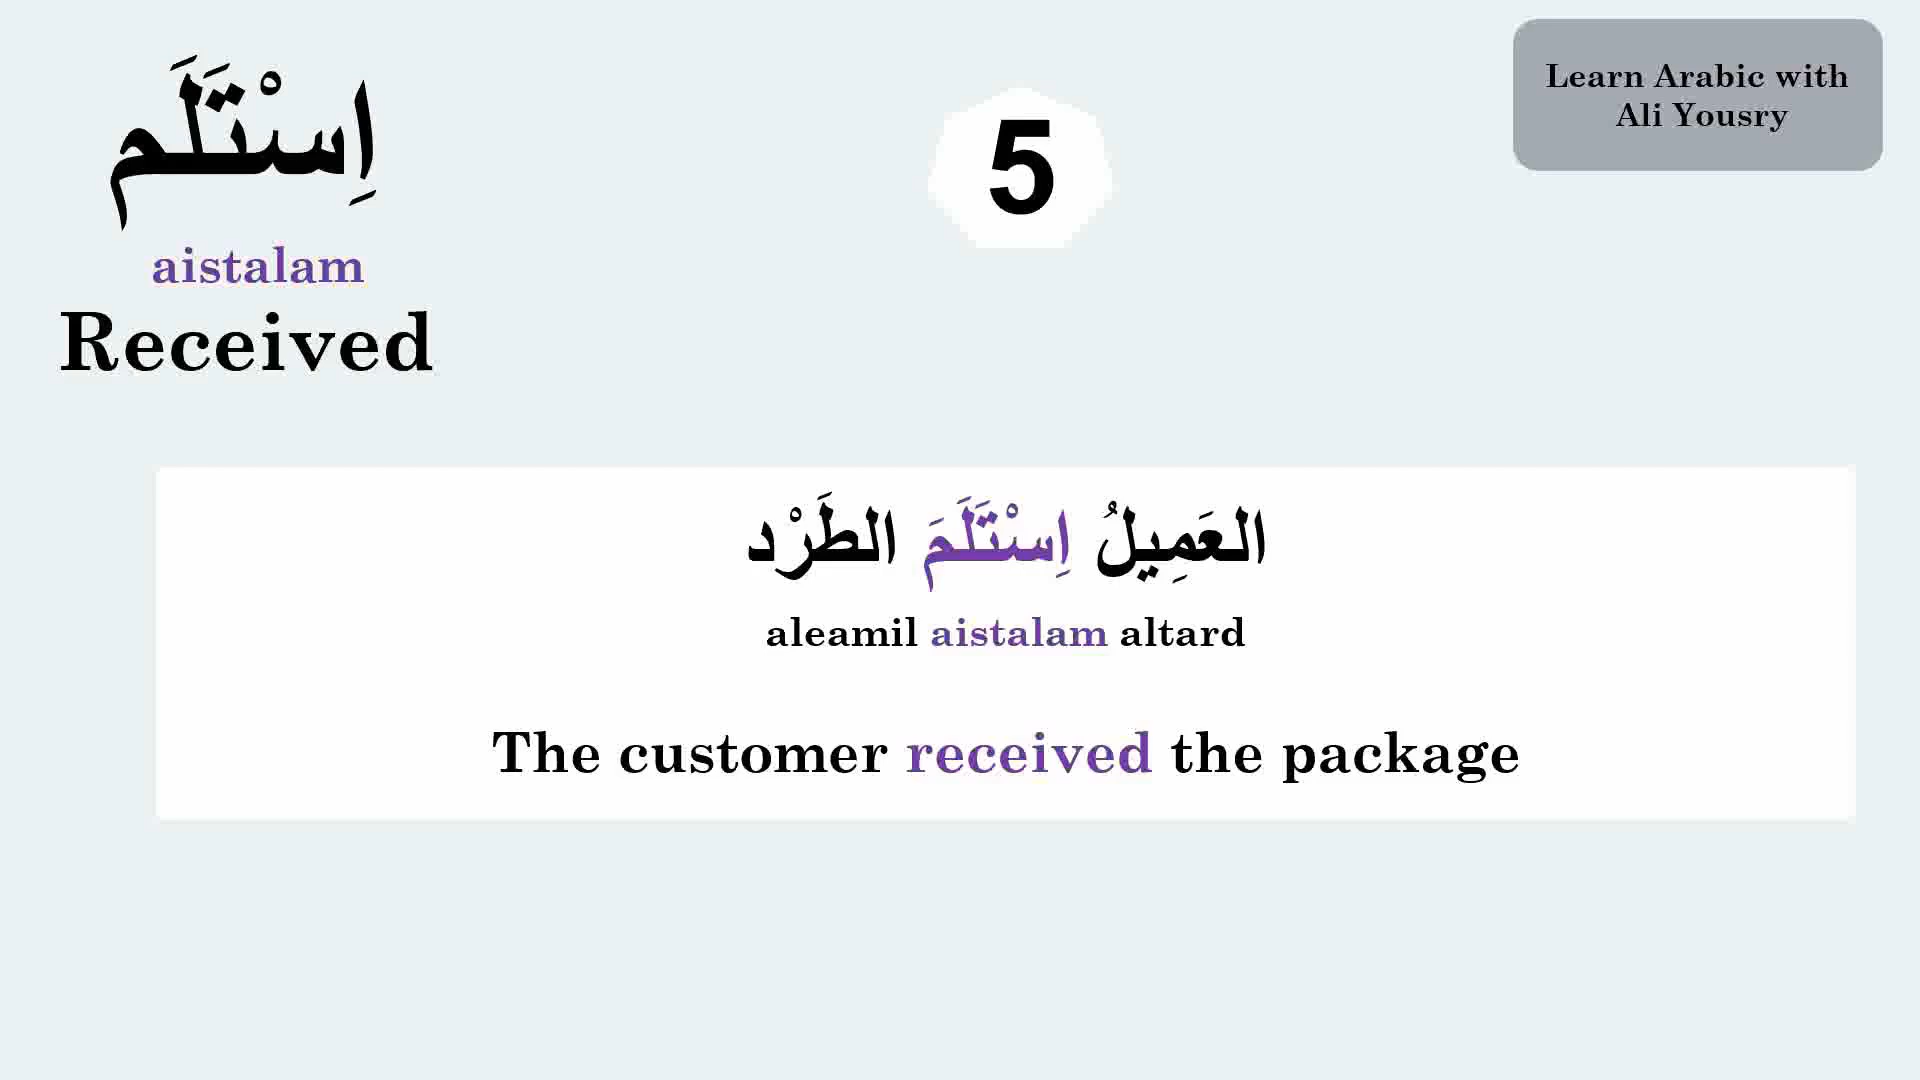 اِسْتَلَم
aistalam
Received
5
Learn Arabic with
Ali Yousry
العَمِيلُ اِسْتَلَمَ الطَرْد
aleamil aistalam altard
The customer received the package